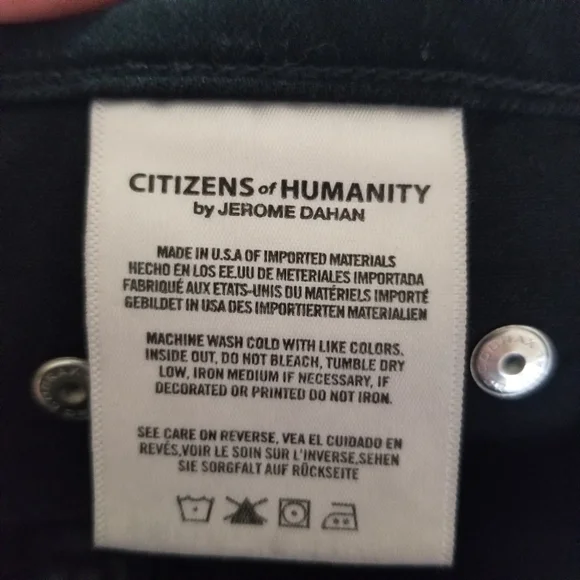 CITIZENS of HUMANITY
by JEROME DAHAN
MADE IN U.S.A OF IMPORTED MATERIALS
HECHO EN LOS EE.UU DE METERIALES IMPORTADA
FABRIQUÉ AUX ETATS-UNIS DU MATÉRIELS IMPORTÉ
GEBILDET IN USA DES IMPORTIERTEN MATERIALIEN
MACHINE WASH COLD WITH LIKE COLORS.
INSIDE OUT, DO NOT BLEACH, TUMBLE DRY
LOW, IRON MEDIUM IF NECESSARY, IF
DECORATED OR PRINTED DO NOT IRON.
SEE CARE ON REVERSE, VEA EL CUIDADO EN
REVÉS,VOIR LE SOIN SUR L'INVERSE,SEHEN
SIE SORGFALT AUF RÜCKSEITE